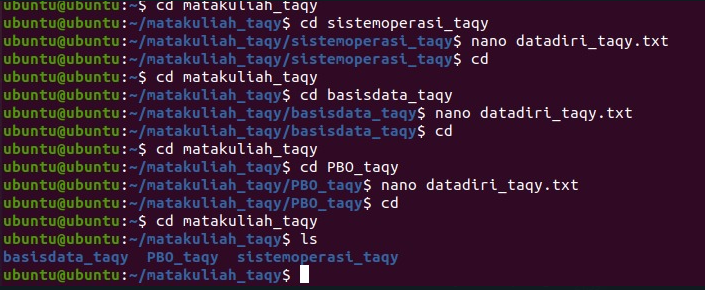 ubuntu@ubuntu:~$ cd matakuliah_taqy
ubuntu@ubuntu:~/matakuliah_taqy$ cd sistemoperasi_taqy
ubuntu@ubuntu:~/matakuliah_taqy/sistemoperasi_taqy$ nano datadiri_taqy.txt
ubuntu@ubuntu:~/matakuliah_taqy/sistemoperasi_taqy$ cd
ubuntu@ubuntu:~$ cd matakuliah_taqy
ubuntu@ubuntu:~/matakuliah_taqy$ cd basisdata_taqy
ubuntu@ubuntu:~/matakuliah_taqy/basisdata_taqy$ nano datadiri_taqy.txt
ubuntu@ubuntu:~/matakuliah_taqy/basisdata_taqy$ cd
ubuntu@ubuntu:~$ cd matakuliah_taqy
ubuntu@ubuntu:~/matakuliah_taqy$ cd PBO_taqy
ubuntu@ubuntu:~/matakuliah_taqy/PBO_taqy$ nano datadiri_taqy.txt
ubuntu@ubuntu:~/matakuliah_taqy/PBO_taqy$ cd
ubuntu@ubuntu:~$ cd matakuliah_taqy
ubuntu@ubuntu:~/matakuliah_taqy$ ls
basisdata_taqy  PBO_taqy  sistemoperasi_taqy
ubuntu@ubuntu:~/matakuliah_taqy$